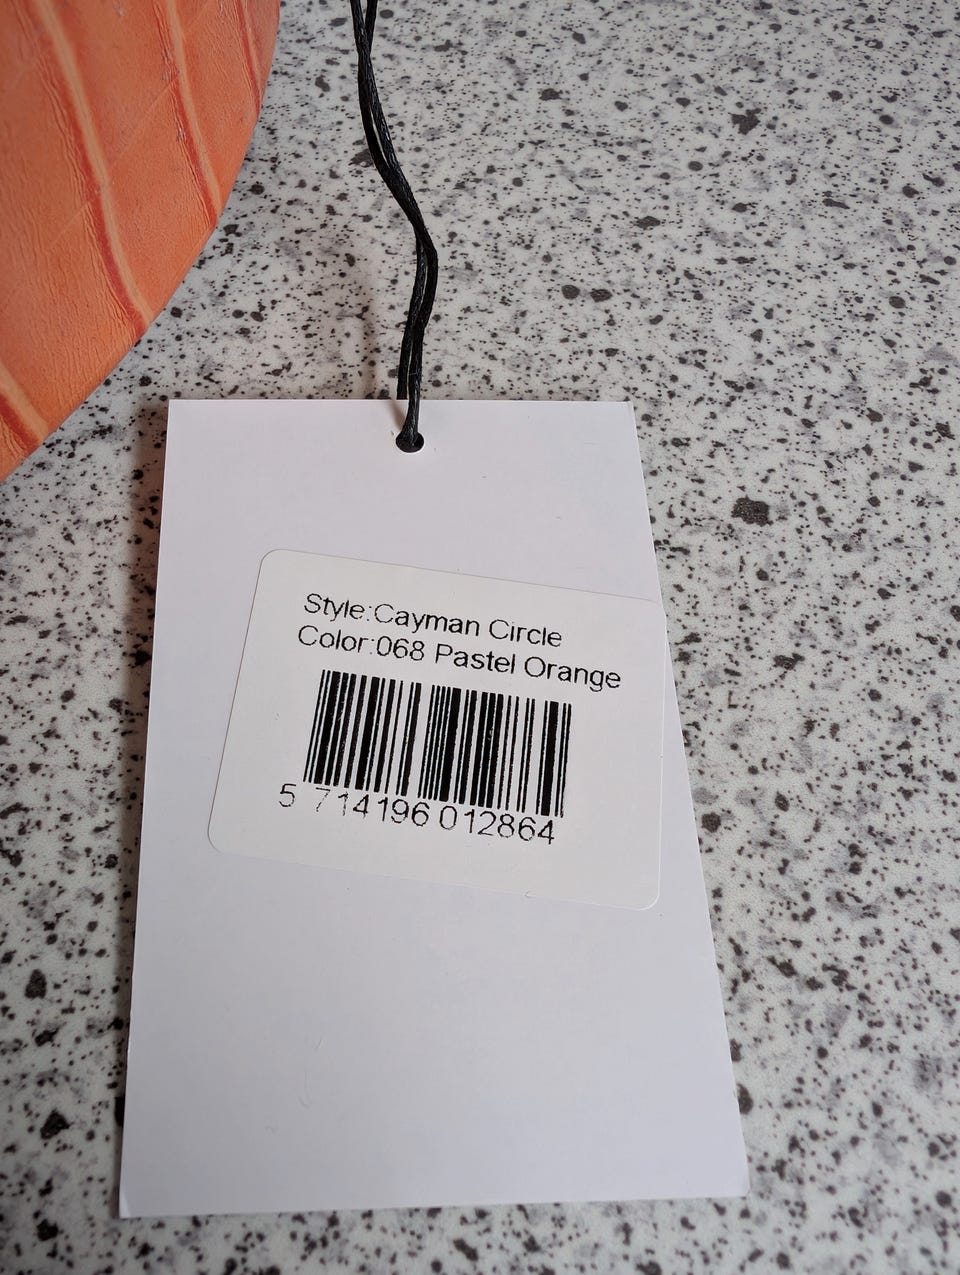 Style:Cayman Circle
Color:068 Pastel Orange
5 714196 012864